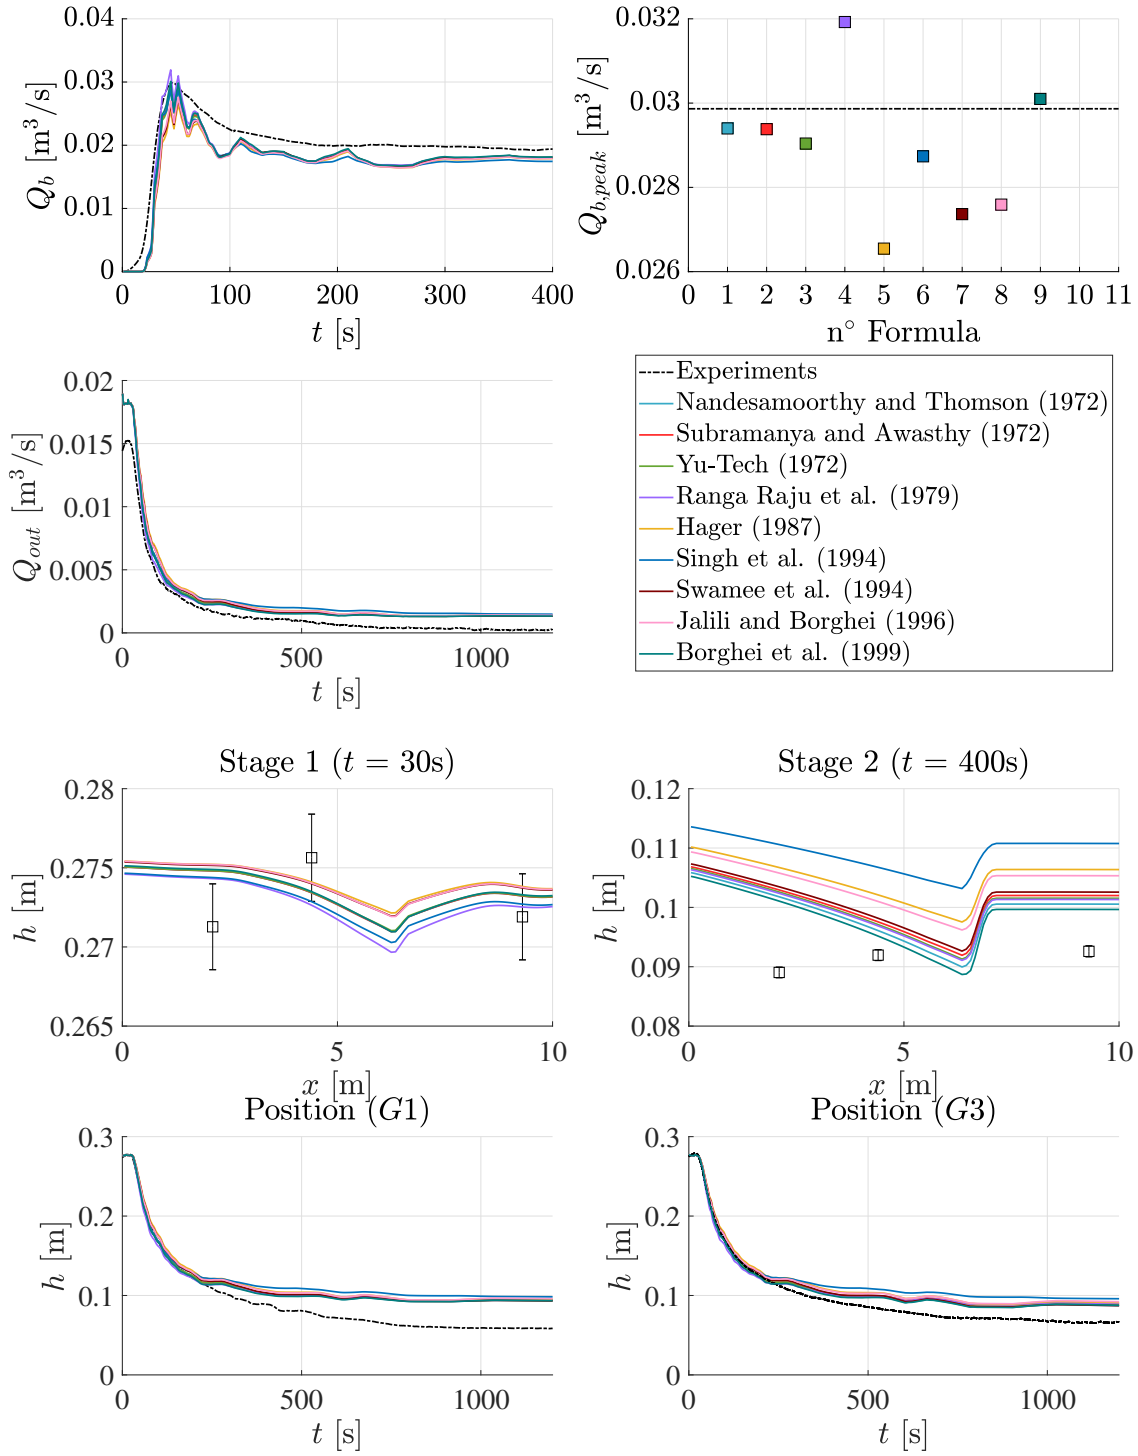 0.04
0.03
0.02
0.01
0
Q_b [m³/s]
0 100 200 300 400
t [s]
0.032
0.03
0.028
0.026
Q_{b,peak} [m³/s]
0 1 2 3 4 5 6 7 8 9 10 11
n° Formula
0.02
0.015
0.01
0.005
0
Q_{out} [m³/s]
0 500 1000
t [s]
Experiments
Nandesamoorthy and Thomson (1972)
Subramanya and Awasthy (1972)
Yu-Tech (1972)
Ranga Raju et al. (1979)
Hager (1987)
Singh et al. (1994)
Swamee et al. (1994)
Jalili and Borghei (1996)
Borghei et al. (1999)
Stage 1 (t = 30s)
0.28
0.275
0.27
0.265
h [m]
0 5 10
x [m]
Stage 2 (t = 400s)
0.12
0.11
0.1
0.09
0.08
h [m]
0 5 10
x [m]
Position (G1)
0.3
0.2
0.1
0
h [m]
0 500 1000
t [s]
Position (G3)
0.3
0.2
0.1
0
h [m]
0 500 1000
t [s]